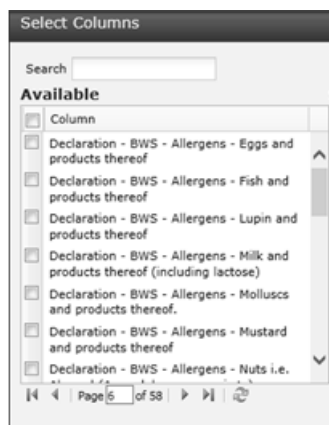 Select Columns
Search
Available
Column
Declaration - BWS - Allergens - Eggs and
products thereof
Declaration - BWS - Allergens - Fish and
products thereof
Declaration - BWS - Allergens - Lupin and
products thereof
Declaration - BWS - Allergens - Milk and
products thereof (including lactose)
Declaration - BWS - Allergens - Molluscs
and products thereof.
Declaration - BWS - Allergens - Mustard
and products thereof
Declaration - BWS - Allergens - Nuts i.e.
Page 6 of 58